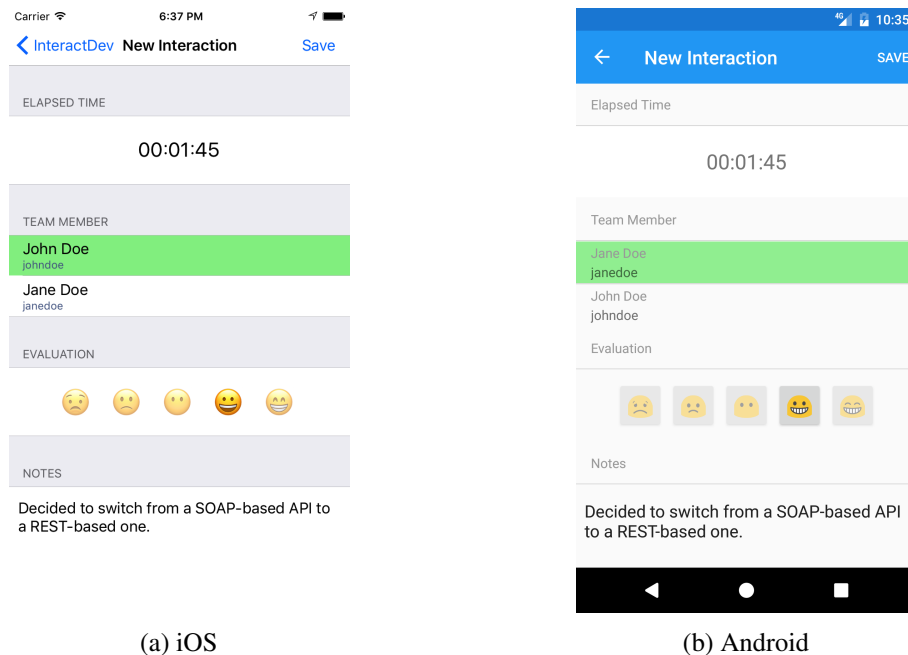 Carrier 6:37 PM
InteractDev New Interaction Save
ELAPSED TIME
00:01:45
TEAM MEMBER
John Doe
johndoe
Jane Doe
janedoe
EVALUATION
NOTES
Decided to switch from a SOAP-based API to
a REST-based one.
(a) iOS
4G 10:35
New Interaction SAVE
Elapsed Time
00:01:45
Team Member
Jane Doe
janedoe
John Doe
johndoe
Evaluation
Notes
Decided to switch from a SOAP-based API
to a REST-based one.
(b) Android